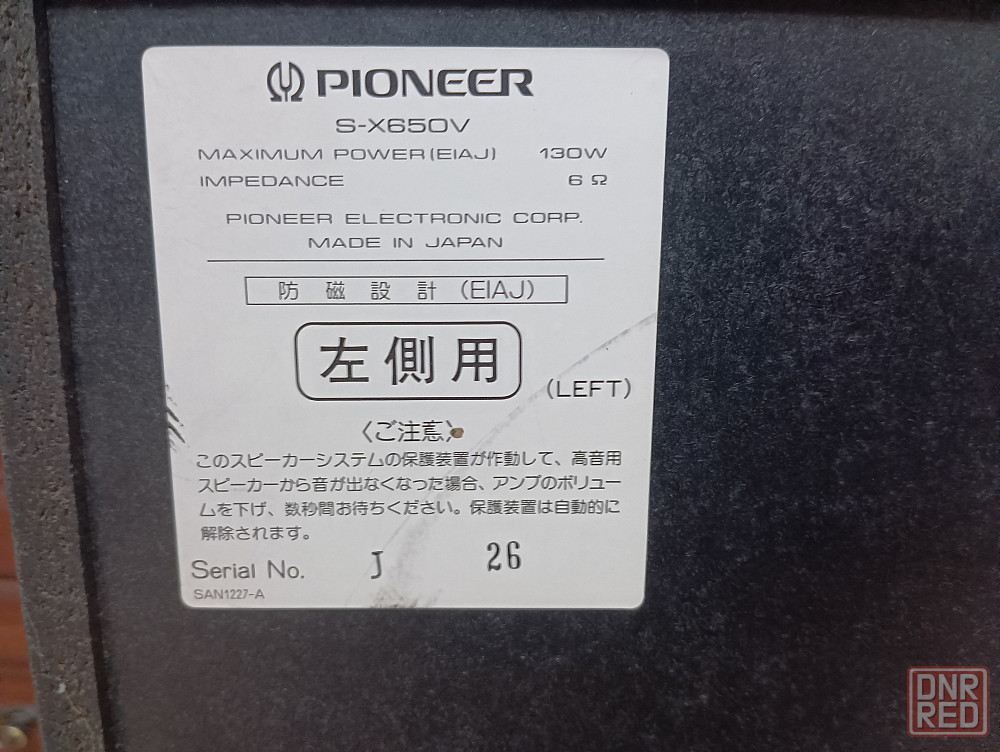 PIONEER
S-X650V
MAXIMUM POWER(EIAJ) 130W
IMPEDANCE 6 Ω
PIONEER ELECTRONIC CORP.
MADE IN JAPAN
防磁設計(EIAJ)
左側用
(LEFT)
〈ご注意〉
このスピーカーシステムの保護装置が作動して、高音用
スピーカーから音が出なくなった場合、アンプのボリュー
ムを下げ、数秒間お待ちください。保護装置は自動的に
解除されます。
Serial No. J 26
SAN1227-A
DNR
RED